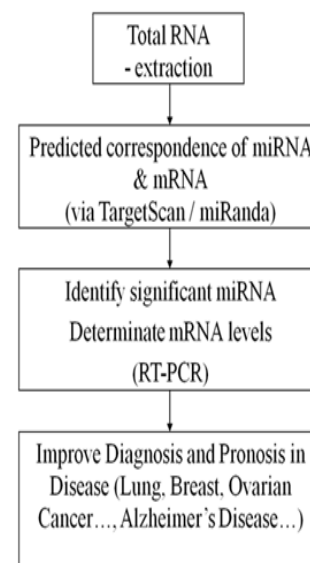 Total RNA
- extraction
Predicted correspondence of miRNA
& mRNA
(via TargetScan / miRanda)
Identify significant miRNA
Determinate mRNA levels
(RT-PCR)
Improve Diagnosis and Pronosis in
Disease (Lung, Breast, Ovarian
Cancer…, Alzheimer’s Disease…)